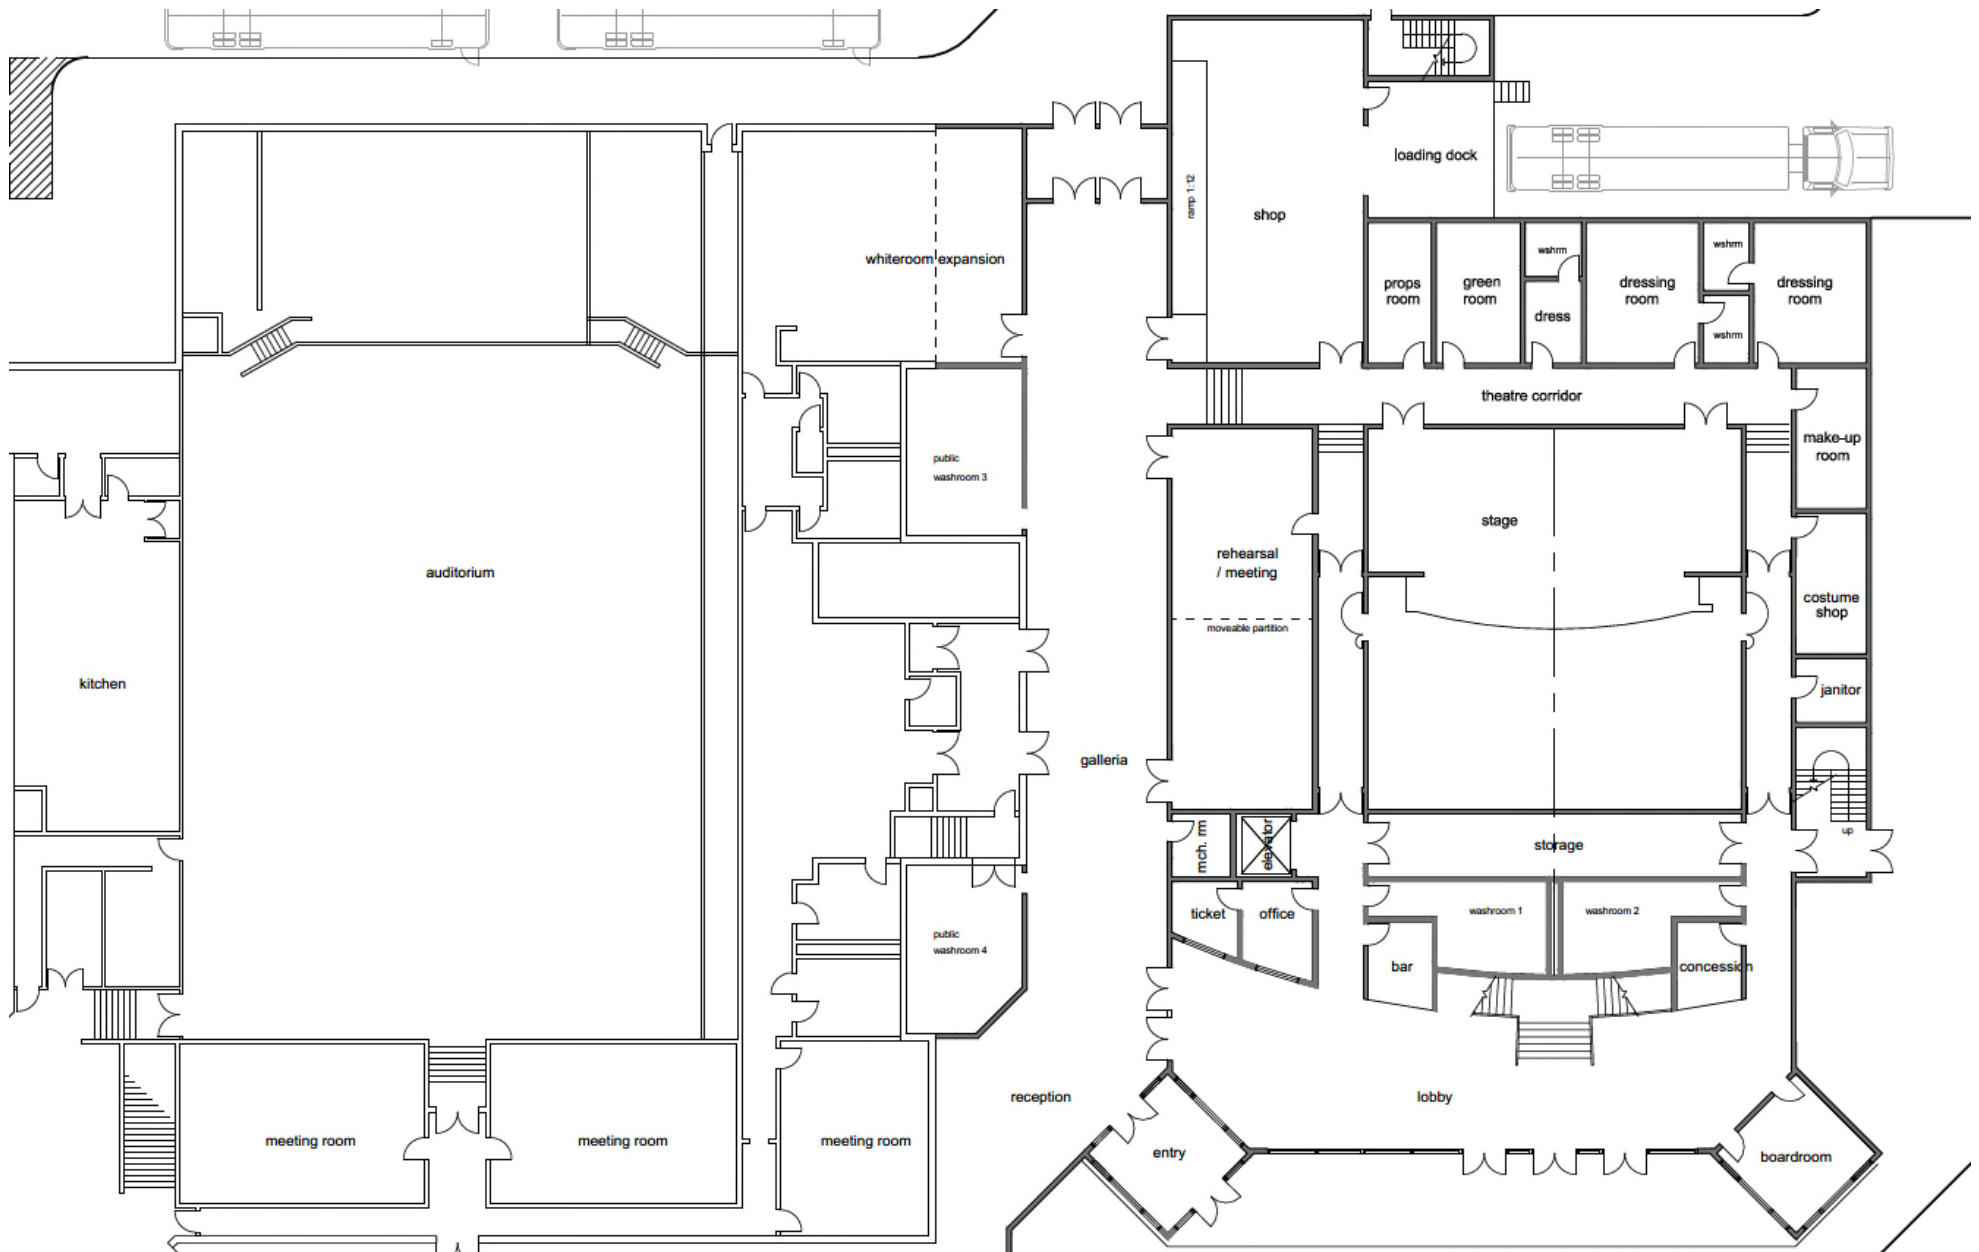 loading dock
ramp 1:12
shop
whiteroom expansion
wshrm
wshrm
props
room
green
room
dress
dressing
room
wshrm
dressing
room
theatre corridor
make-up
room
public
washroom 3
stage
rehearsal
/ meeting
auditorium
costume
shop
moveable partition
kitchen
janitor
galleria
mch. rm
elevator
storage
up
ticket
office
washroom 1
washroom 2
public
washroom 4
bar
concession
reception
lobby
meeting room
meeting room
meeting room
entry
boardroom